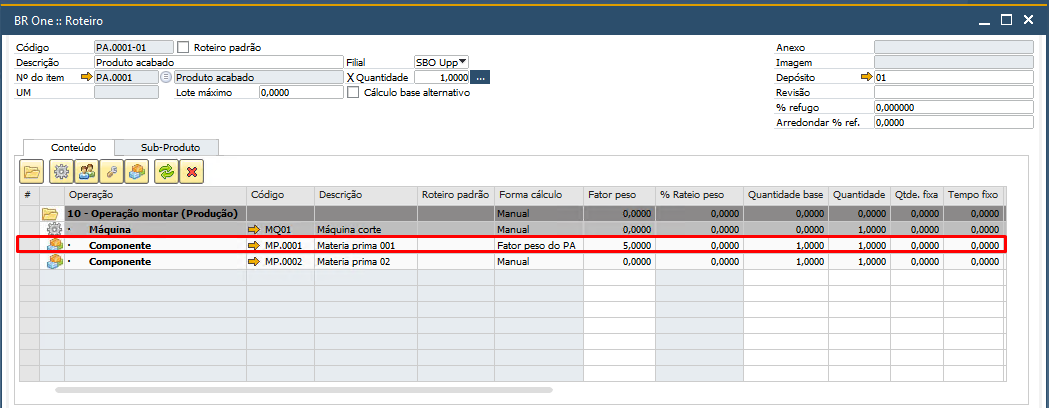 BR One :: Roteiro
Código PA.0001-01 Roteiro padrão Anexo
Descrição Produto acabado Filial SBO Upp Imagem
Nº do item PA.0001 Produto acabado X Quantidade 1,0000 ... Depósito 01
UM Lote máximo 0,0000 Cálculo base alternativo Revisão
% refugo 0,000000
Arredondar % ref. 0,0000
Conteúdo Sub-Produto
# Operação Código Descrição Roteiro padrão Forma cálculo Fator peso % Rateio peso Quantidade base Quantidade Qtde. fixa Tempo fixo
10 - Operação montar (Produção) Manual 0,0000 0,0000 0,0000 0,0000 0,0000 0,0000
Máquina MQ01 Máquina corte Manual 0,0000 0,0000 1,0000 1,0000 0,0000 0,0000
Componente MP.0001 Materia prima 001 Fator peso do PA 5,0000 0,0000 1,0000 1,0000 0,0000 0,0000
Componente MP.0002 Materia prima 02 Manual 0,0000 0,0000 1,0000 1,0000 0,0000 0,0000